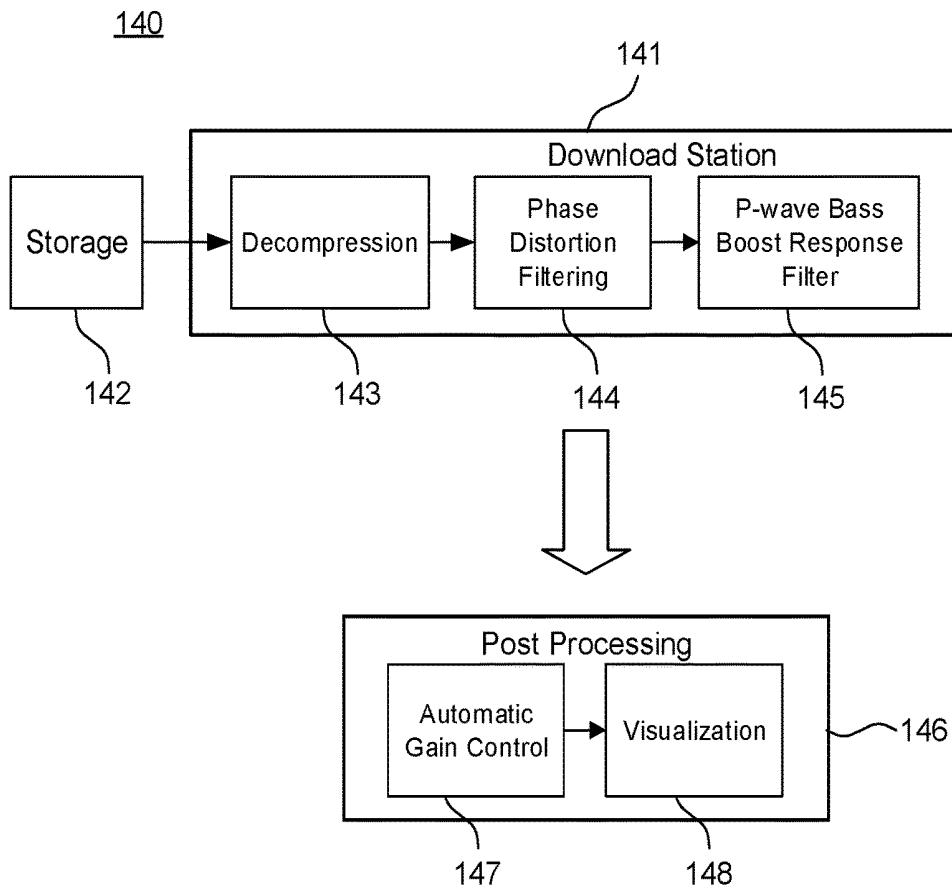 140
141
Download Station
Storage
Decompression
Phase
Distortion
Filtering
P-wave Bass
Boost Response
Filter
142
143
144
145
Post Processing
Automatic
Gain Control
Visualization
146
147
148